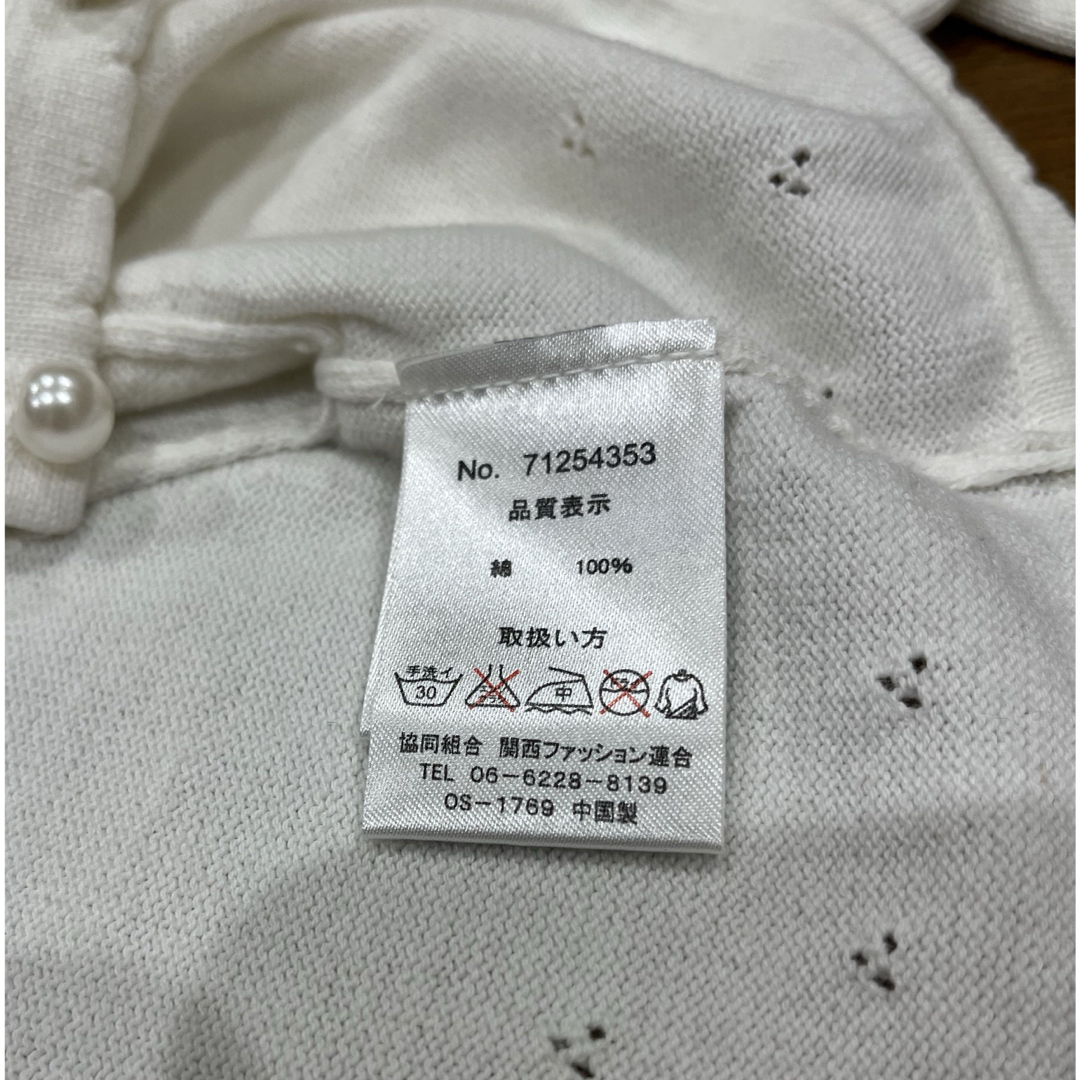 No. 71254353
品質表示
綿 100%
取扱い方
手洗イ
30
中
協同組合 関西ファッション連合
TEL 06-6228-8139
OS-1769 中国製